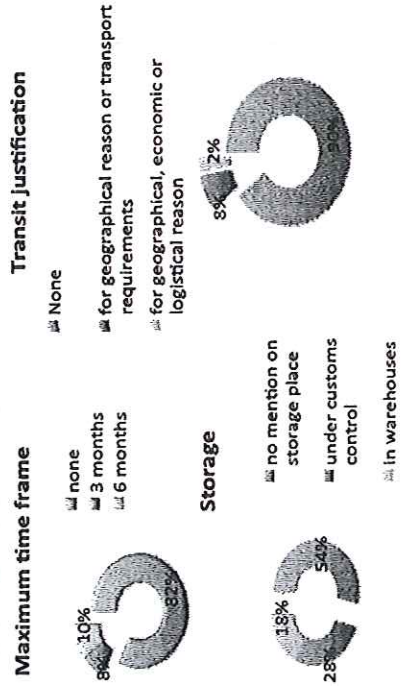 Maximum time frame
none
3 months
6 months
10%
8%
82%
Transit justification
None
for geographical reason or transport
requirements
for geographical, economic or
logistical reason
2%
8%
90%
Storage
no mention on
storage place
under customs
control
in warehouses
18%
54%
28%